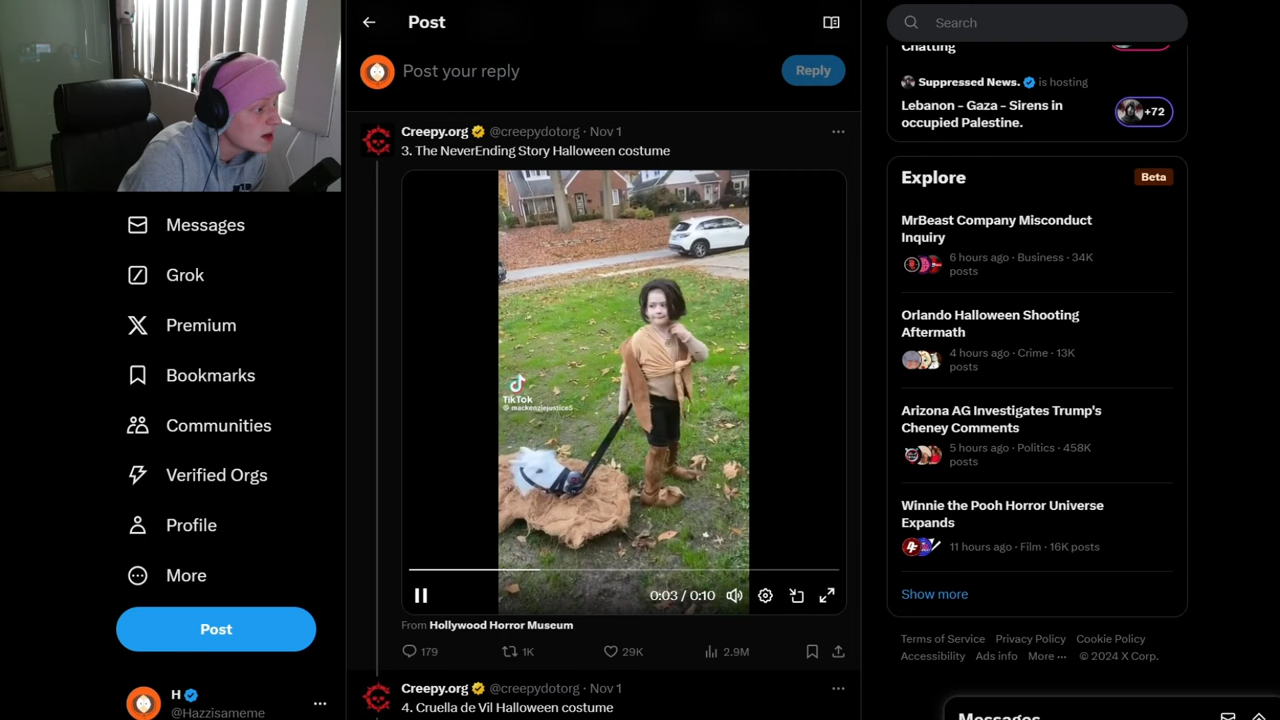 Post
Search
Post your reply
Reply
Chatting
Suppressed News. is hosting
Lebanon - Gaza - Sirens in
occupied Palestine.
+72
Creepy.org @creepydotorg · Nov 1
3. The NeverEnding Story Halloween costume
TikTok
@ mackenziejustice5
0:03 / 0:10
From Hollywood Horror Museum
179
1K
29K
2.9M
Creepy.org @creepydotorg · Nov 1
4. Cruella de Vil Halloween costume
Messages
Grok
Premium
Bookmarks
Communities
Verified Orgs
Profile
More
Post
H
@Hazzisameme
Explore
Beta
MrBeast Company Misconduct
Inquiry
6 hours ago · Business · 34K
posts
Orlando Halloween Shooting
Aftermath
4 hours ago · Crime · 13K
posts
Arizona AG Investigates Trump's
Cheney Comments
5 hours ago · Politics · 458K
posts
Winnie the Pooh Horror Universe
Expands
11 hours ago · Film · 16K posts
Show more
Terms of Service Privacy Policy Cookie Policy
Accessibility Ads info More ··· © 2024 X Corp.
Messages